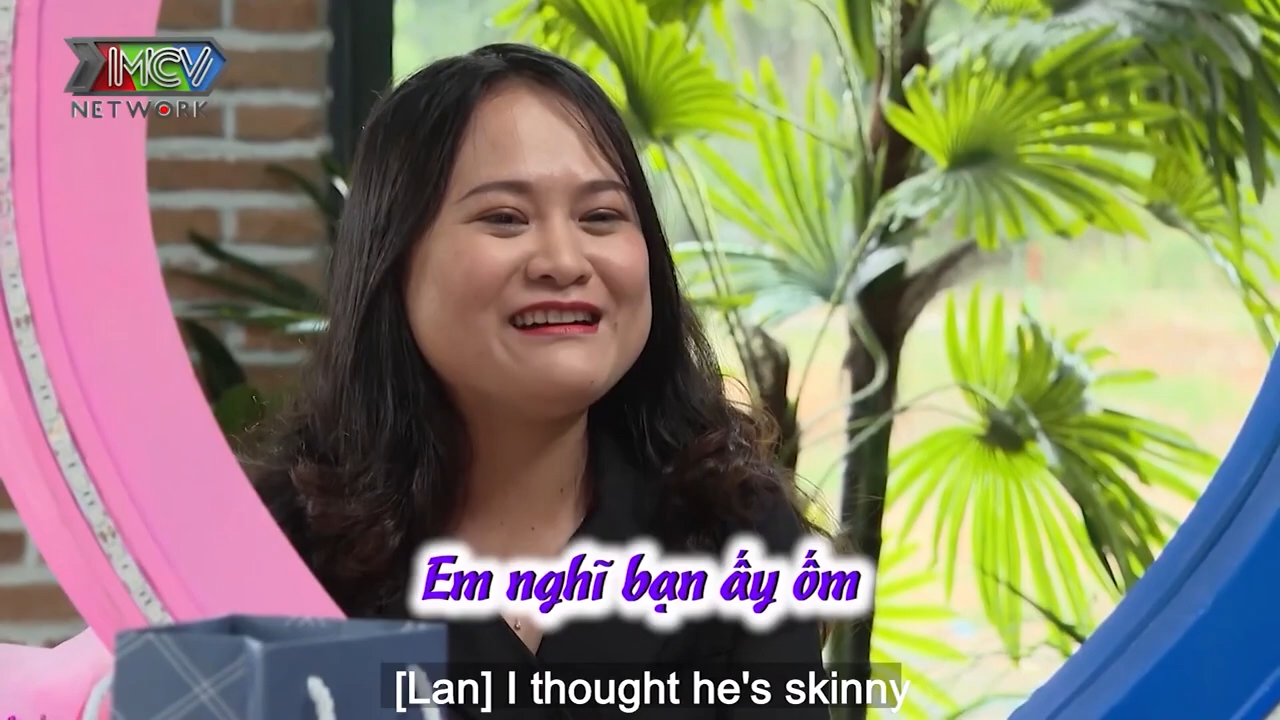 MCV
NETWORK
Em nghĩ bạn ấy ốm
[Lan] I thought he's skinny